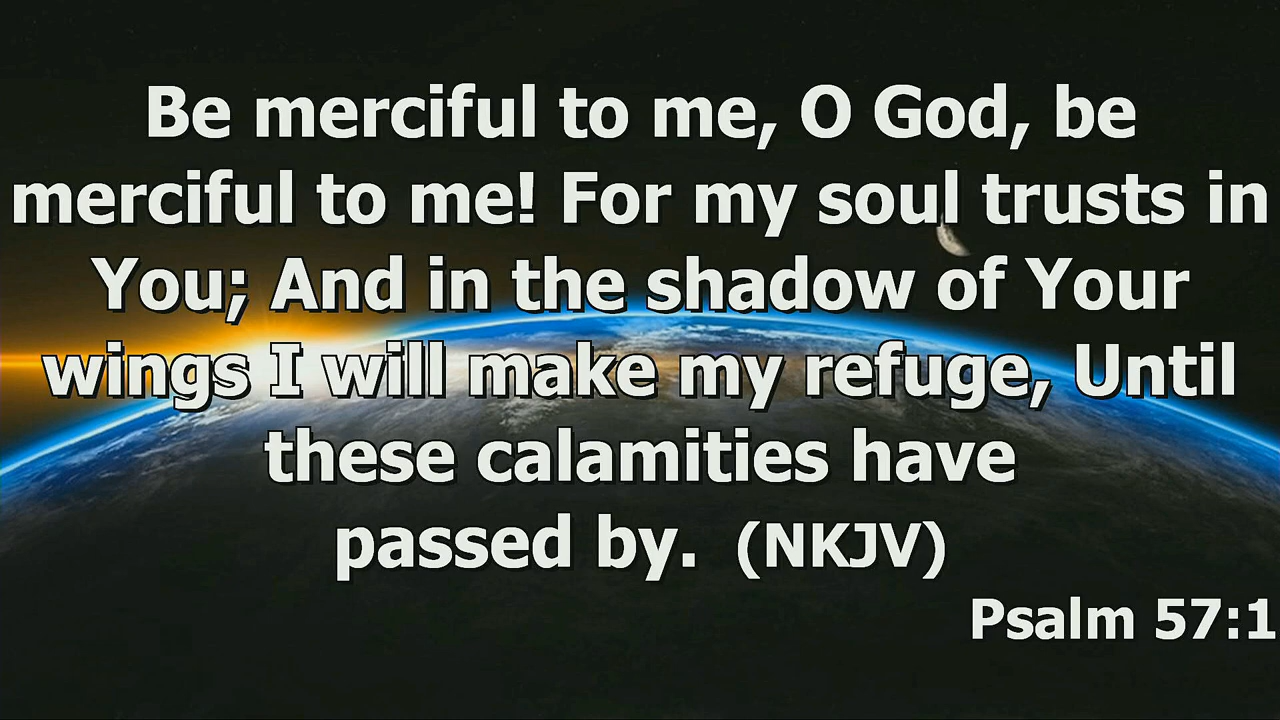 Be merciful to me, O God, be
merciful to me! For my soul trusts in
You; And in the shadow of Your
wings I will make my refuge, Until
these calamities have
passed by. (NKJV)
Psalm 57:1